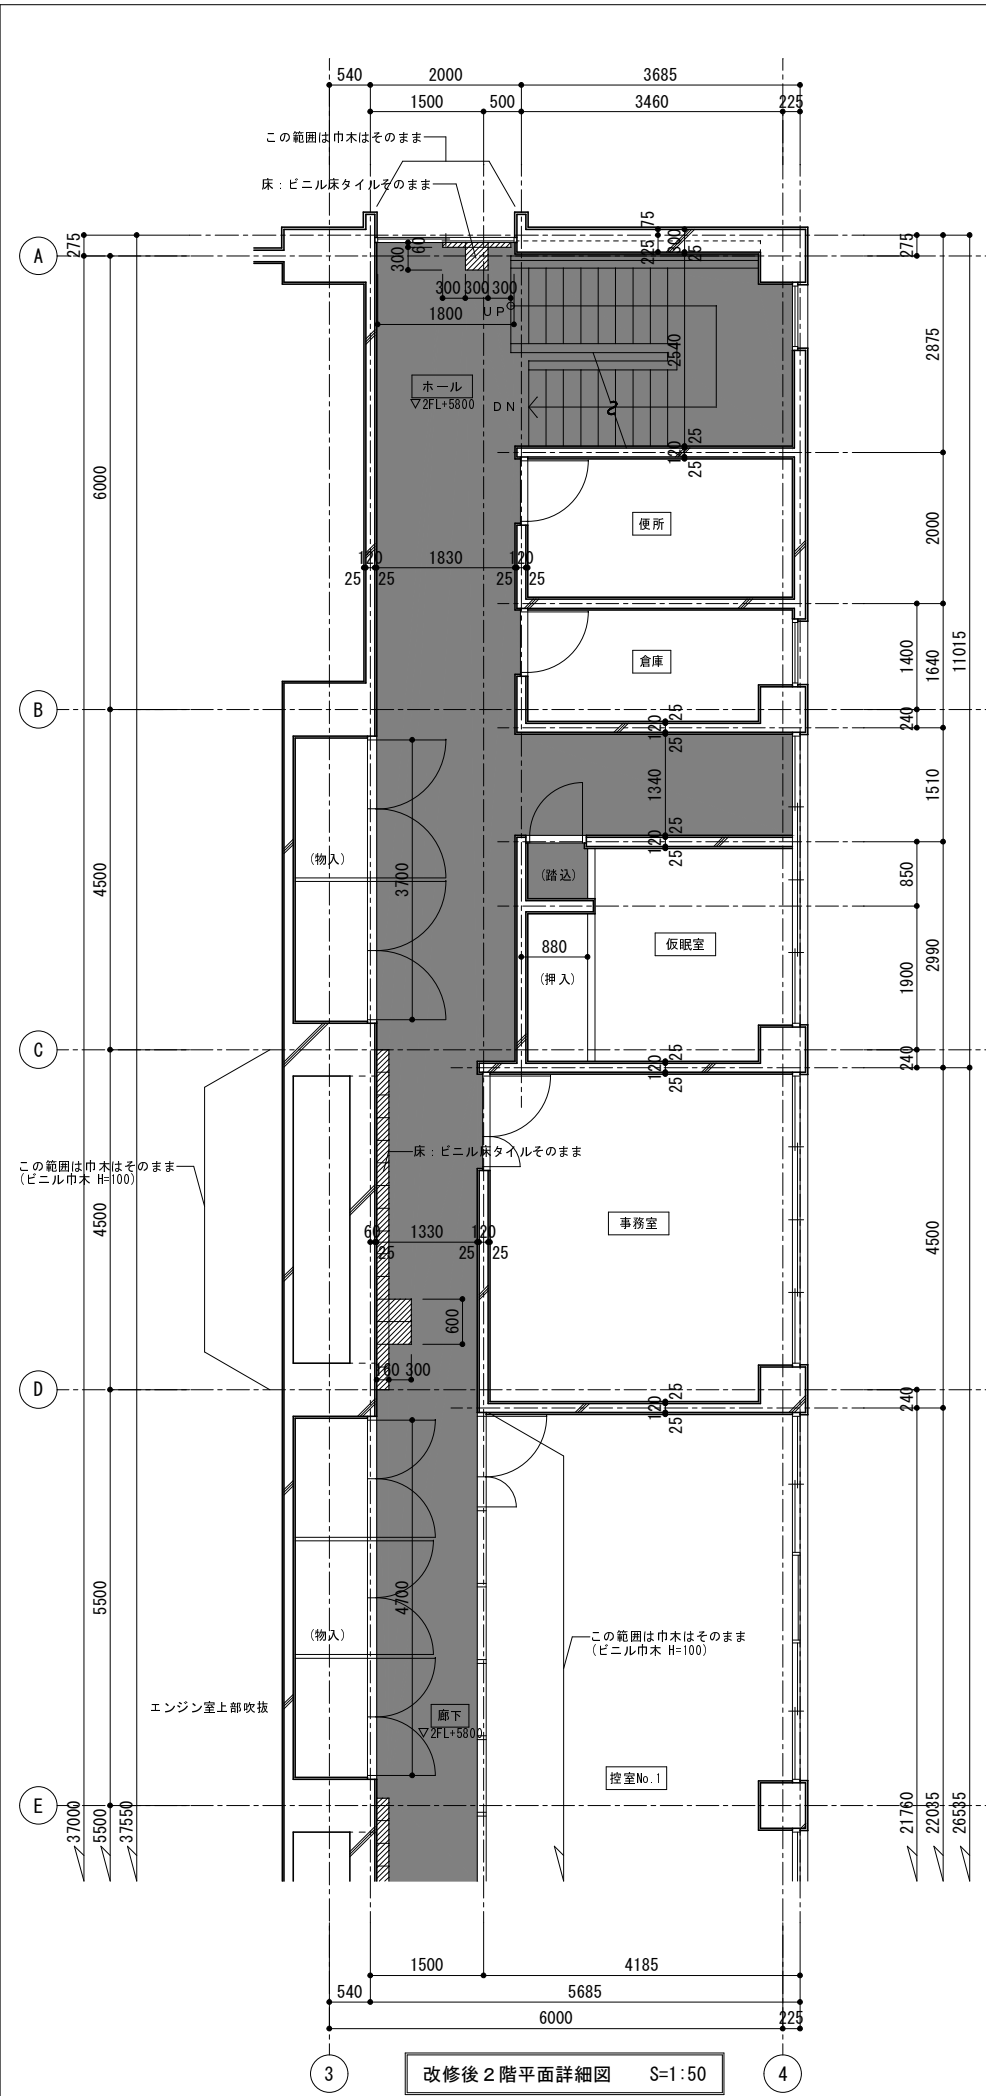 540
2000
3685
1500
500
3460
225
この範囲は巾木はそのまま
床：ビニル床タイルそのまま
275
A
300
60
75
300
225
25
275
300
300
300
UP
1800
2540
2875
ホール
▽2FL+5800
DN
25
120
25
6000
便所
2000
120
1830
120
25
25
25
25
倉庫
1400
1640
11015
B
240
25
120
25
1340
1510
25
120
25
(物入)
3700
4500
(踏込)
850
880
仮眠室
(押入)
2990
1900
C
240
25
120
25
床：ビニル床タイルそのまま
この範囲は巾木はそのまま
(ビニル巾木 H=100)
4500
事務室
60
1330
120
25
25
25
4500
600
160
300
D
240
25
120
25
5500
4700
(物入)
この範囲は巾木はそのまま
(ビニル巾木 H=100)
エンジン室上部吹抜
廊下
▽2FL+5800
控室No.1
E
37000
5500
37550
21760
22035
26535
1500
4185
540
5685
6000
225
3
改修後２階平面詳細図 S=1:50
4